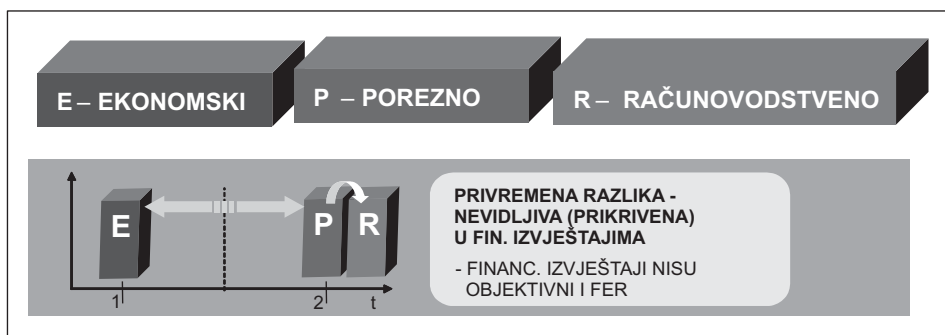 E – EKONOMSKI
P – POREZNO
R – RAČUNOVODSTVENO
E
P R
1 2 t
PRIVREMENA RAZLIKA -
NEVIDLJIVA (PRIKRIVENA)
U FIN. IZVJEŠTAJIMA
- FINANC. IZVJEŠTAJI NISU
OBJEKTIVNI I FER